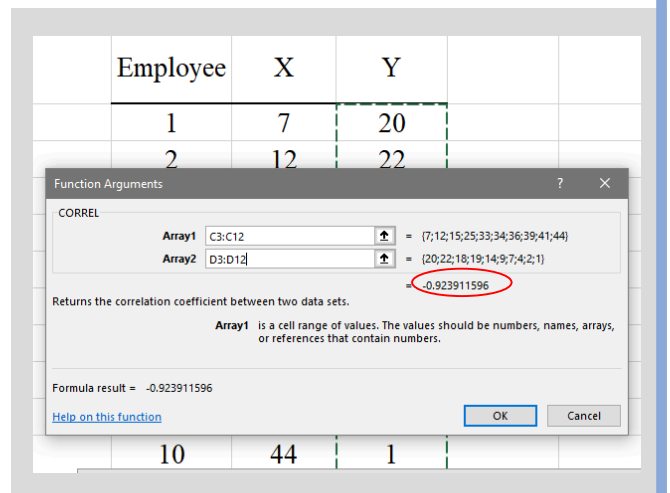 Employee X Y
1 7 20
2 12 22
Function Arguments ? ×
CORREL
Array1 C3:C12 = {7;12;15;25;33;34;36;39;41;44}
Array2 D3:D12 = {20;22;18;19;14;9;7;4;2;1}
= -0.923911596
Returns the correlation coefficient between two data sets.
Array1 is a cell range of values. The values should be numbers, names, arrays,
or references that contain numbers.
Formula result = -0.923911596
Help on this function OK Cancel
10 44 1